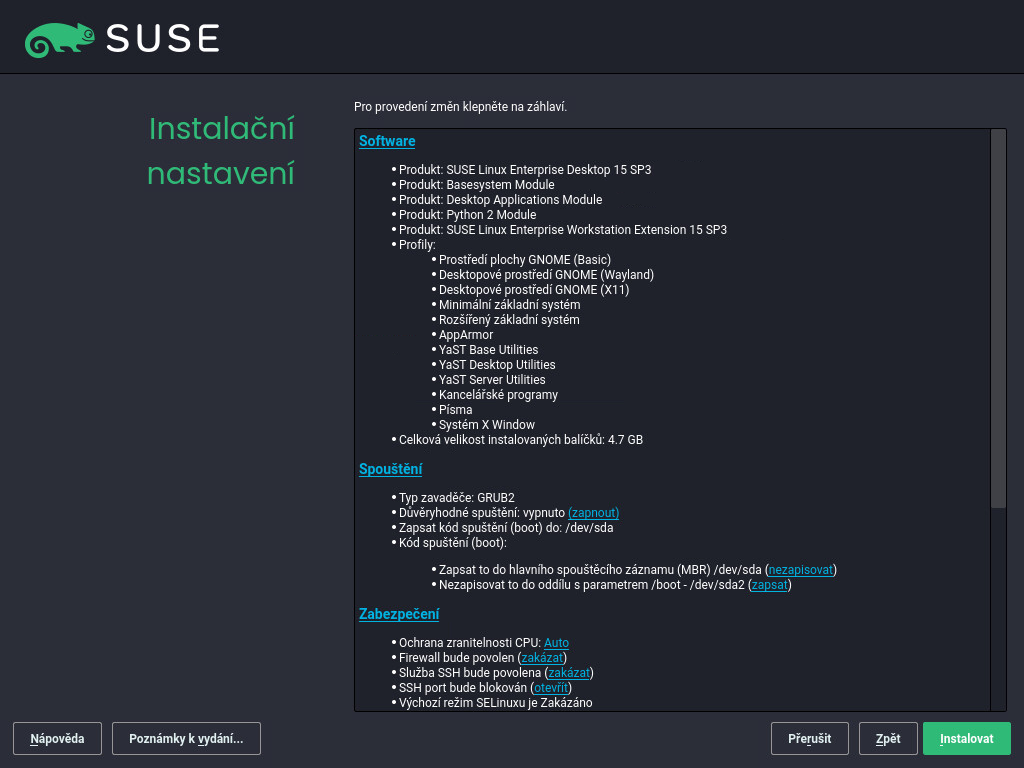 SUSE
Instalační
nastavení
Pro provedení změn klepněte na záhlaví.
Software
Produkt: SUSE Linux Enterprise Desktop 15 SP3
Produkt: Basesystem Module
Produkt: Desktop Applications Module
Produkt: Python 2 Module
Produkt: SUSE Linux Enterprise Workstation Extension 15 SP3
Profily:
Prostředí plochy GNOME (Basic)
Desktopové prostředí GNOME (Wayland)
Desktopové prostředí GNOME (X11)
Minimální základní systém
Rozšířený základní systém
AppArmor
YaST Base Utilities
YaST Desktop Utilities
YaST Server Utilities
Kancelářské programy
Písma
Systém X Window
Celková velikost instalovaných balíčků: 4.7 GB
Spouštění
Typ zavaděče: GRUB2
Důvěryhodné spuštění: vypnuto (zapnout)
Zapsat kód spuštění (boot) do: /dev/sda
Kód spuštění (boot):
Zapsat to do hlavního spouštěcího záznamu (MBR) /dev/sda (nezapisovat)
Nezapisovat to do oddílu s parametrem /boot - /dev/sda2 (zapsat)
Zabezpečení
Ochrana zranitelnosti CPU: Auto
Firewall bude povolen (zakázat)
Služba SSH bude povolena (zakázat)
SSH port bude blokován (otevřít)
Výchozí režim SELinuxu je Zakázáno
Nápověda
Poznámky k vydání...
Přerušit
Zpět
Instalovat